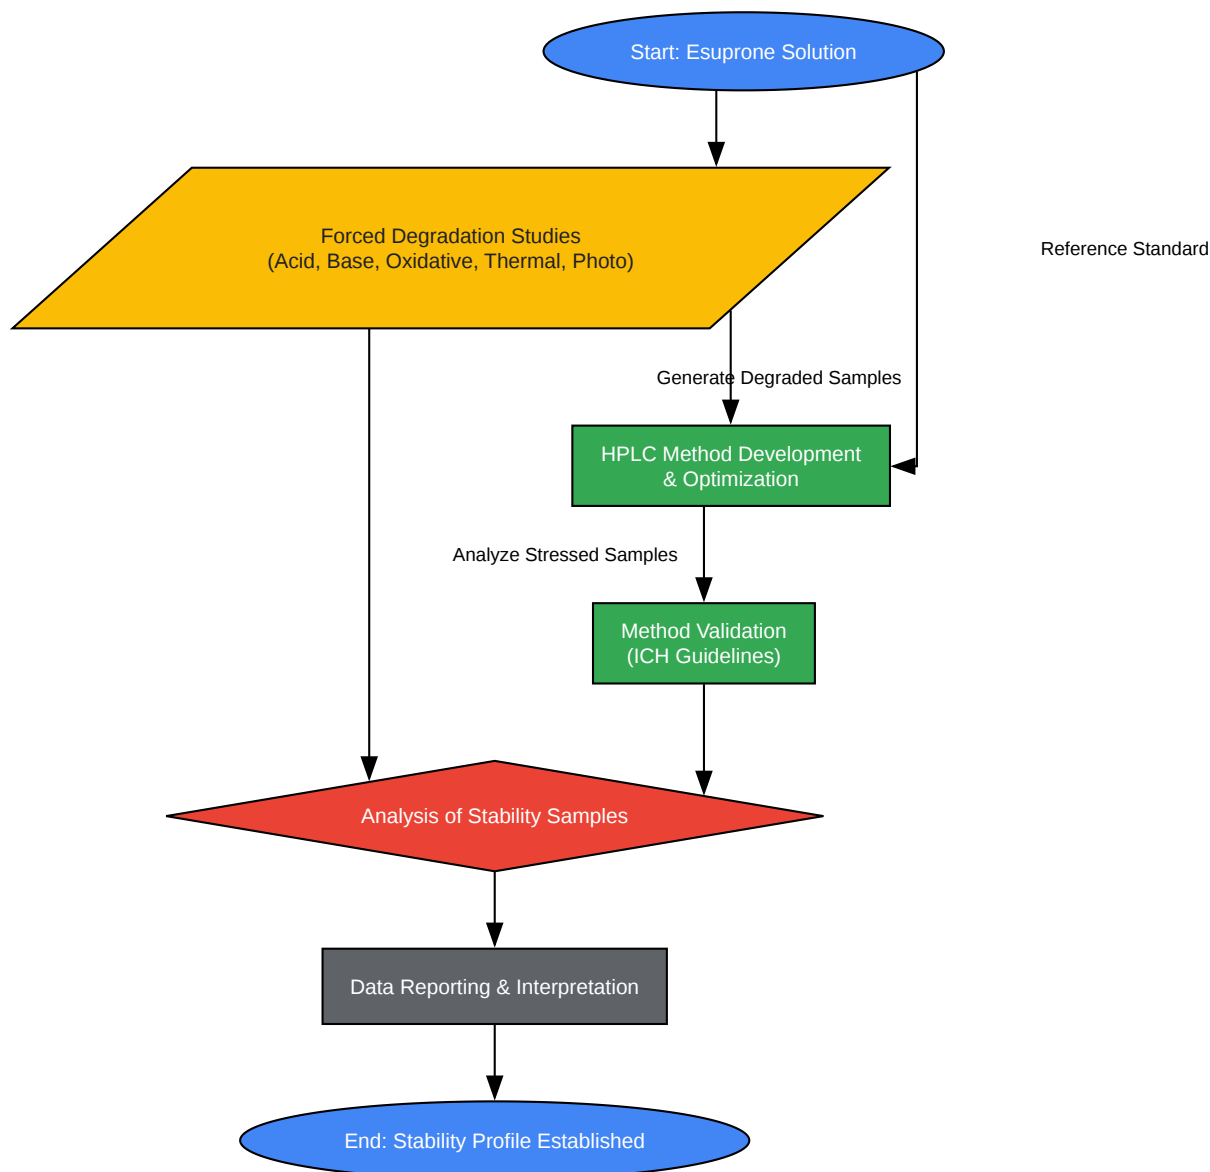 Start: Esuprone Solution
Forced Degradation Studies
(Acid, Base, Oxidative, Thermal, Photo)
Reference Standard
Generate Degraded Samples
HPLC Method Development
& Optimization
Analyze Stressed Samples
Method Validation
(ICH Guidelines)
Analysis of Stability Samples
Data Reporting & Interpretation
End: Stability Profile Established